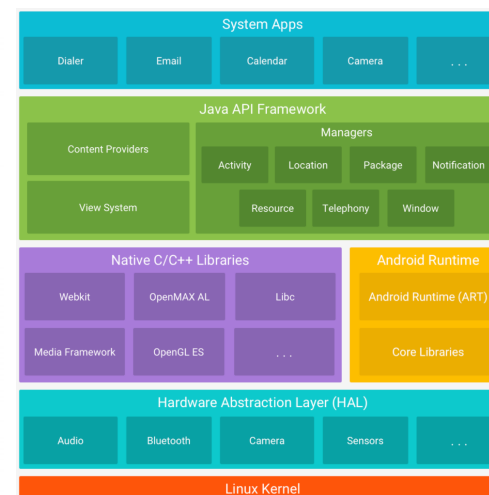 System Apps
Dialer
Email
Calendar
Camera
. . .
Java API Framework
Content Providers
View System
Managers
Activity
Location
Package
Notification
Resource
Telephony
Window
Native C/C++ Libraries
Webkit
OpenMAX AL
Libc
Media Framework
OpenGL ES
. . .
Android Runtime
Android Runtime (ART)
Core Libraries
Hardware Abstraction Layer (HAL)
Audio
Bluetooth
Camera
Sensors
. . .
Linux Kernel